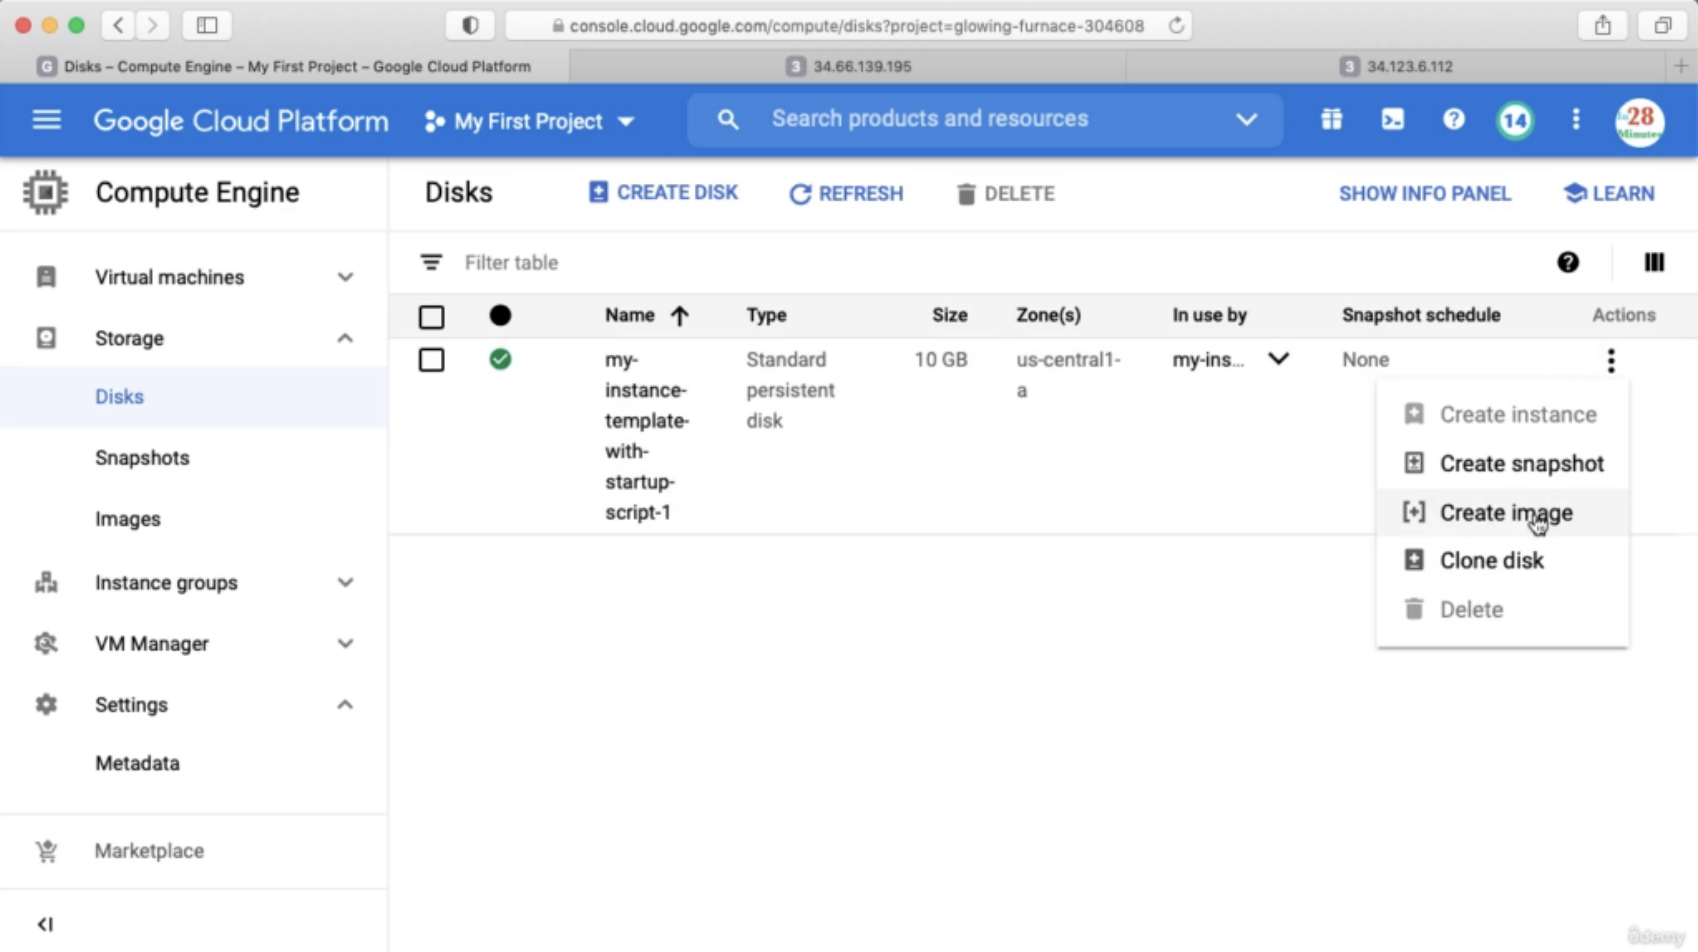 console.cloud.google.com/compute/disks?project=glowing-furnace-304608
G Disks – Compute Engine – My First Project – Google Cloud Platform
3 34.66.139.195
3 34.123.6.112
Google Cloud Platform
My First Project
Search products and resources
14
28
Minutes
Compute Engine
Disks
CREATE DISK
REFRESH
DELETE
SHOW INFO PANEL
LEARN
Virtual machines
Storage
Disks
Snapshots
Images
Instance groups
VM Manager
Settings
Metadata
Marketplace
Filter table
Name Type Size Zone(s) In use by Snapshot schedule Actions
my-
instance-
template-
with-
startup-
script-1
Standard
persistent
disk
10 GB
us-central1-
a
my-ins...
None
Create instance
Create snapshot
Create image
Clone disk
Delete
ûdemy